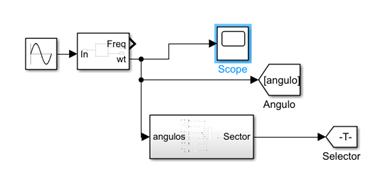 Freq
In
wt
Scope
[angulo]
Angulo
angulos
Sector
-T-
Selector